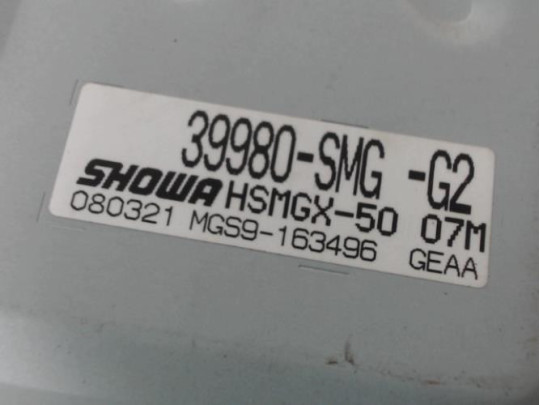 39980-SMG -G2
SHOWA HSMGX-50 07M
080321 MGS9-163496 GEAA